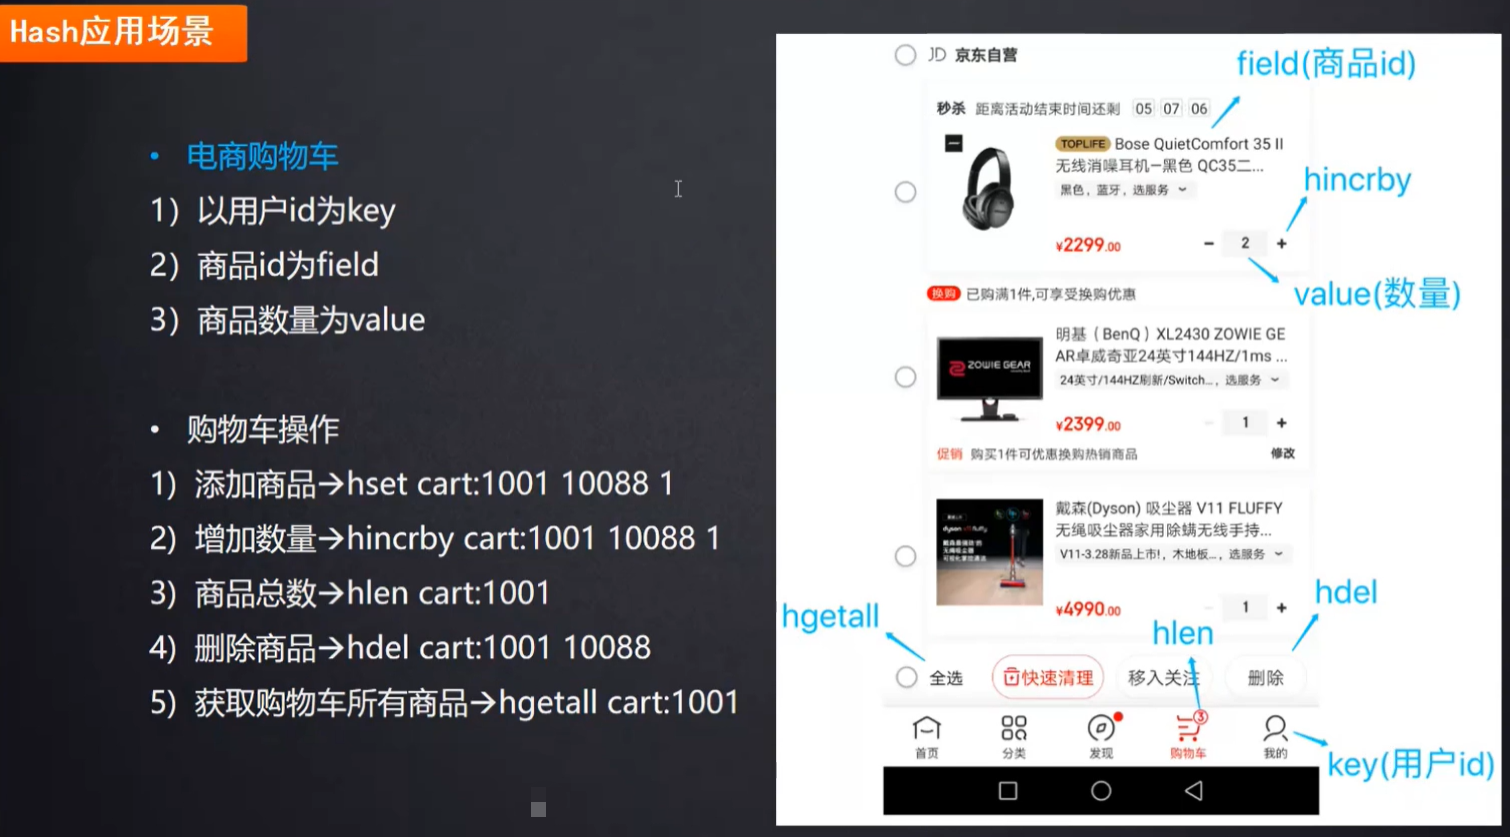 Hash应用场景
• 电商购物车
1）以用户id为key
2）商品id为field
3）商品数量为value
• 购物车操作
1）添加商品→hset cart:1001 10088 1
2）增加数量→hincrby cart:1001 10088 1
3）商品总数→hlen cart:1001
4）删除商品→hdel cart:1001 10088
5）获取购物车所有商品→hgetall cart:1001
JD 京东自营
field(商品id)
秒杀 距离活动结束时间还剩 05 07 06
TOPLIFE Bose QuietComfort 35 II
无线消噪耳机—黑色 QC35二...
黑色，蓝牙，选服务
hincrby
¥2299.00
− 2 +
value(数量)
换购 已购满1件,可享受换购优惠
明基（BenQ）XL2430 ZOWIE GE
AR卓威奇亚24英寸144HZ/1ms ...
ZOWIE GEAR
24英寸/144HZ刷新/Switch...，选服务
¥2399.00
− 1 +
促销 购买1件可优惠换购热销商品
修改
戴森(Dyson) 吸尘器 V11 FLUFFY
无绳吸尘器家用除螨无线手持...
V11-3.28新品上市!，木地板...，选服务
dyson v11 fluffy
¥4990.00
− 1 +
hdel
hgetall
hlen
全选
快速清理
移入关注
删除
首页
分类
发现
3
购物车
我的
key(用户id)